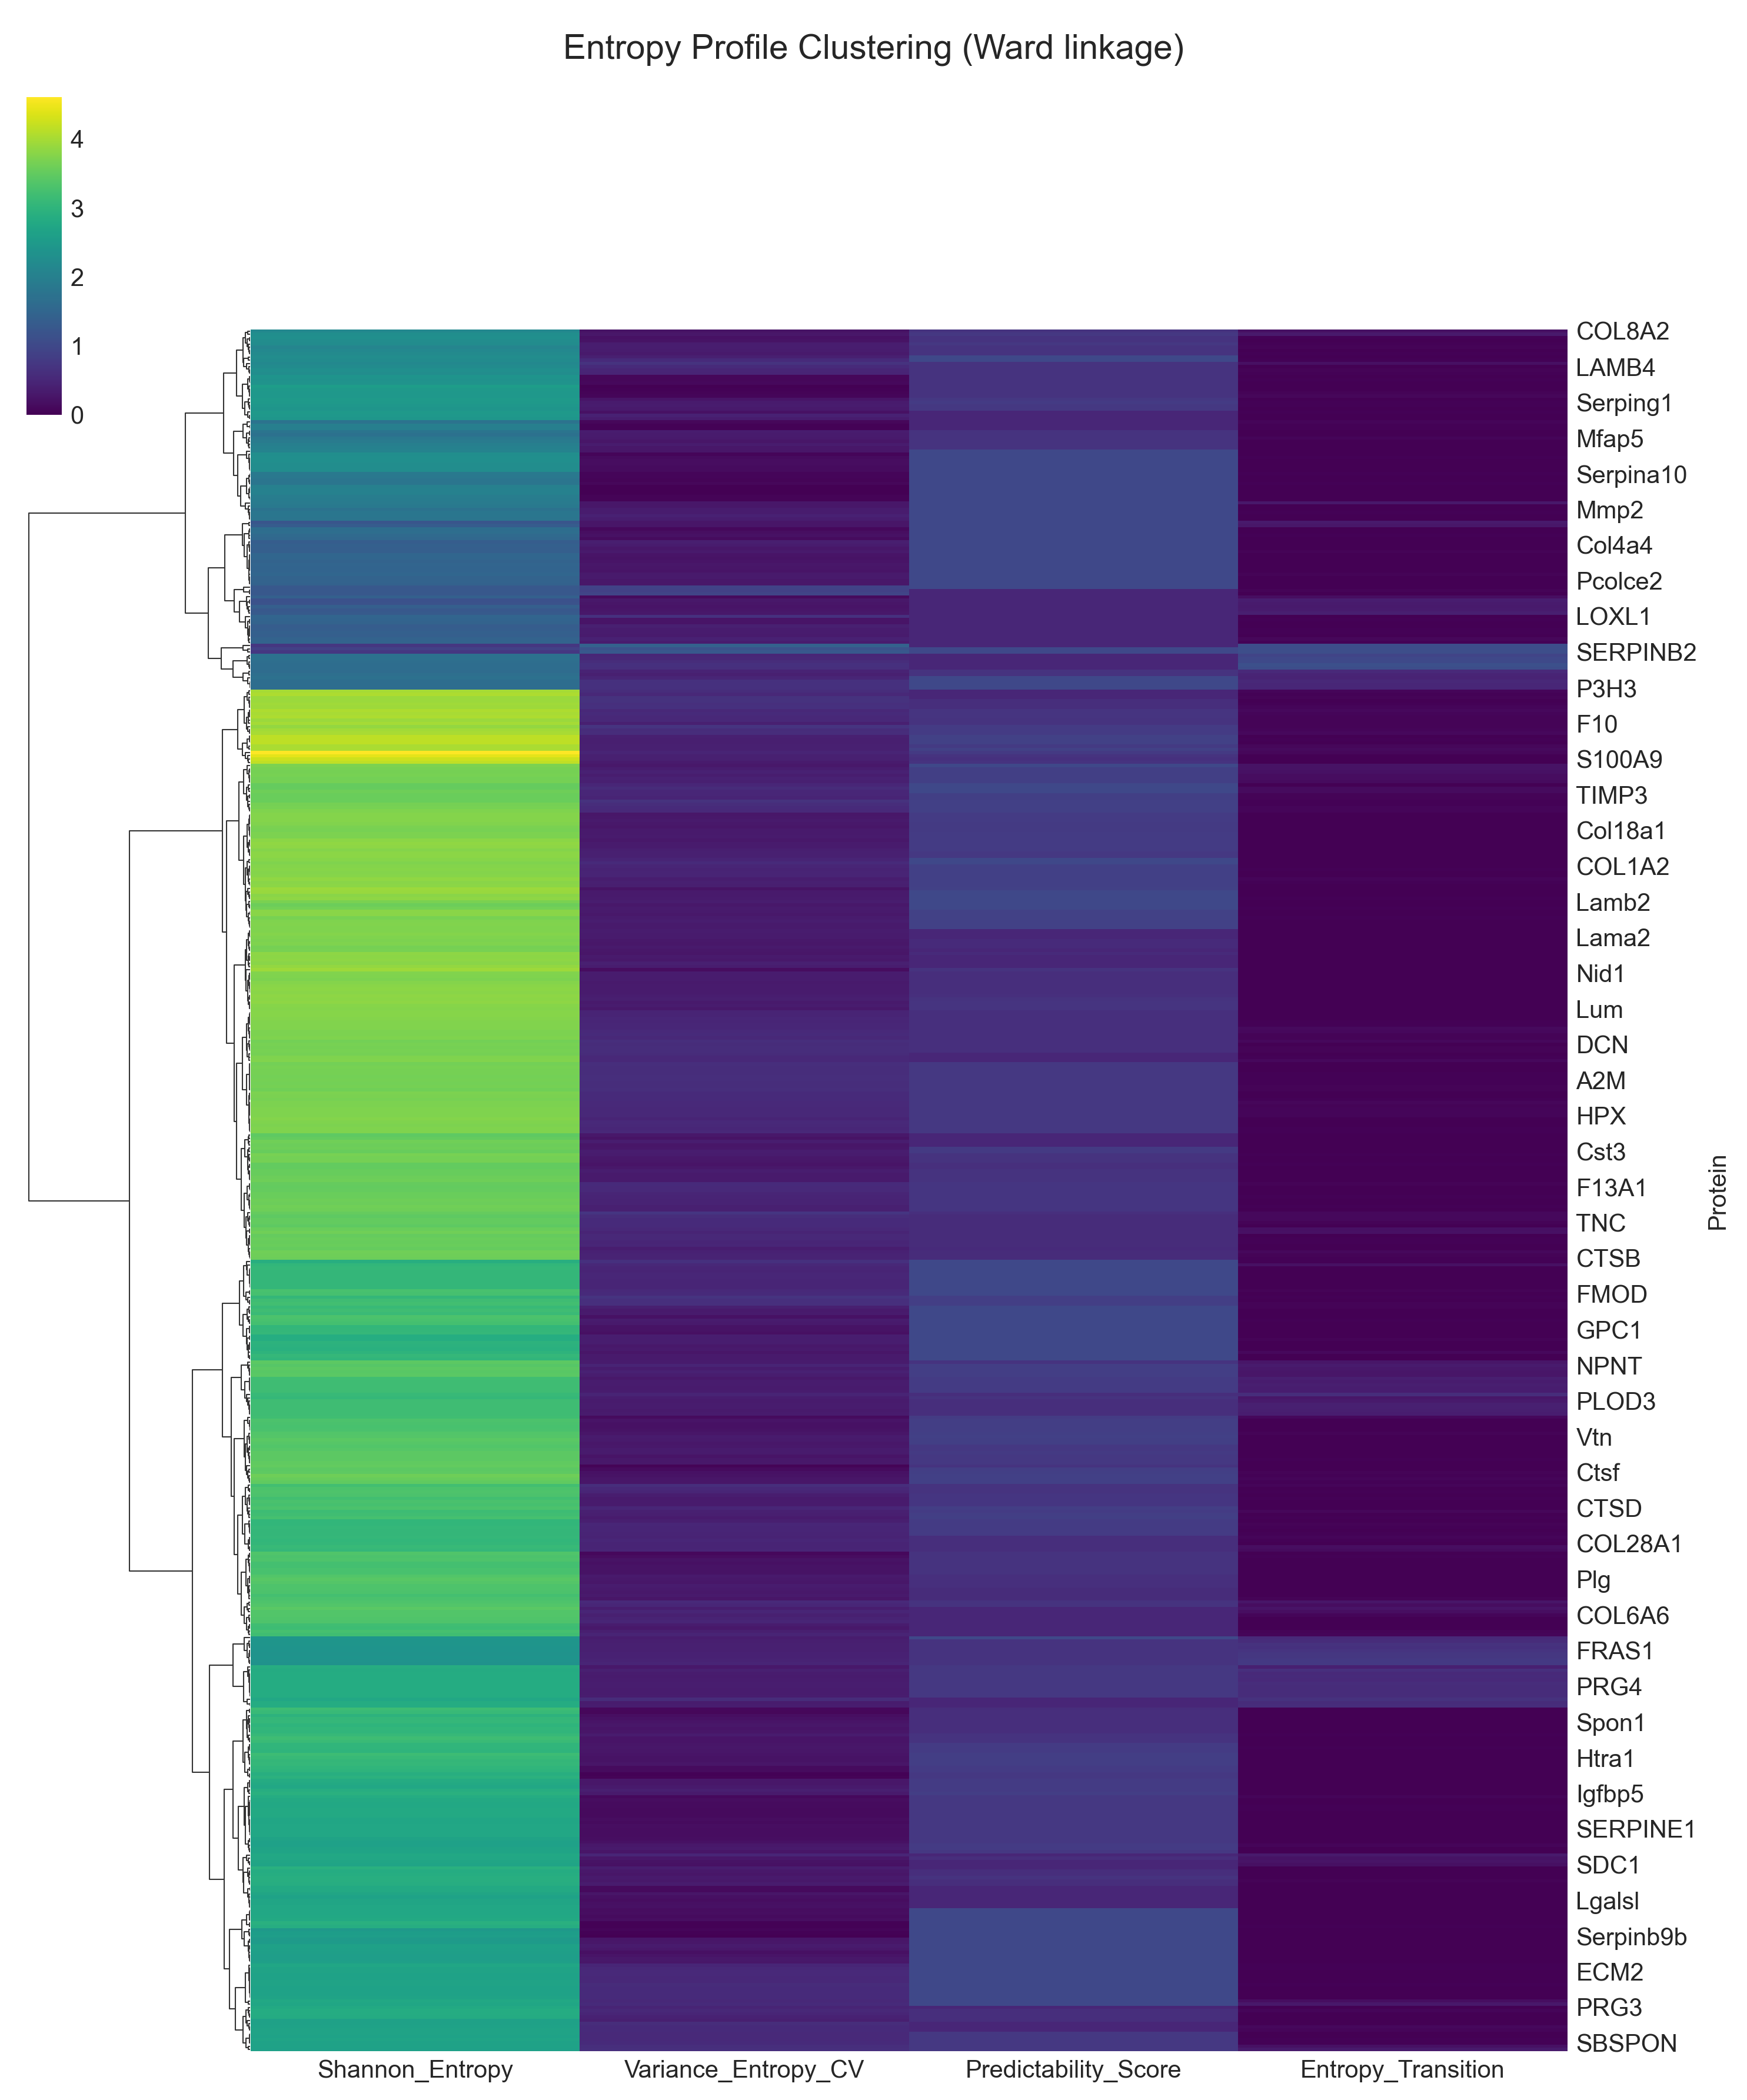 Entropy Profile Clustering (Ward linkage)
4
3
2
1
0
COL8A2
LAMB4
Serping1
Mfap5
Serpina10
Mmp2
Col4a4
Pcolce2
LOXL1
SERPINB2
P3H3
F10
S100A9
TIMP3
Col18a1
COL1A2
Lamb2
Lama2
Nid1
Lum
DCN
A2M
HPX
Cst3
F13A1
TNC
CTSB
FMOD
GPC1
NPNT
PLOD3
Vtn
Ctsf
CTSD
COL28A1
Plg
COL6A6
FRAS1
PRG4
Spon1
Htra1
Igfbp5
SERPINE1
SDC1
Lgalsl
Serpinb9b
ECM2
PRG3
SBSPON
Protein
Shannon_Entropy Variance_Entropy_CV Predictability_Score Entropy_Transition